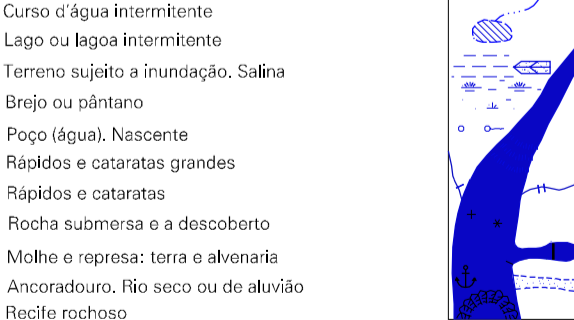 Curso d'água intermitente
Lago ou lagoa intermitente
Terreno sujeito a inundação. Salina
Brejo ou pântano
Poço (água). Nascente
Rápidos e cataratas grandes
Rápidos e cataratas
Rocha submersa e a descoberto
Molhe e represa: terra e alvenaria
Ancoradouro. Rio seco ou de aluvião
Recife rochoso